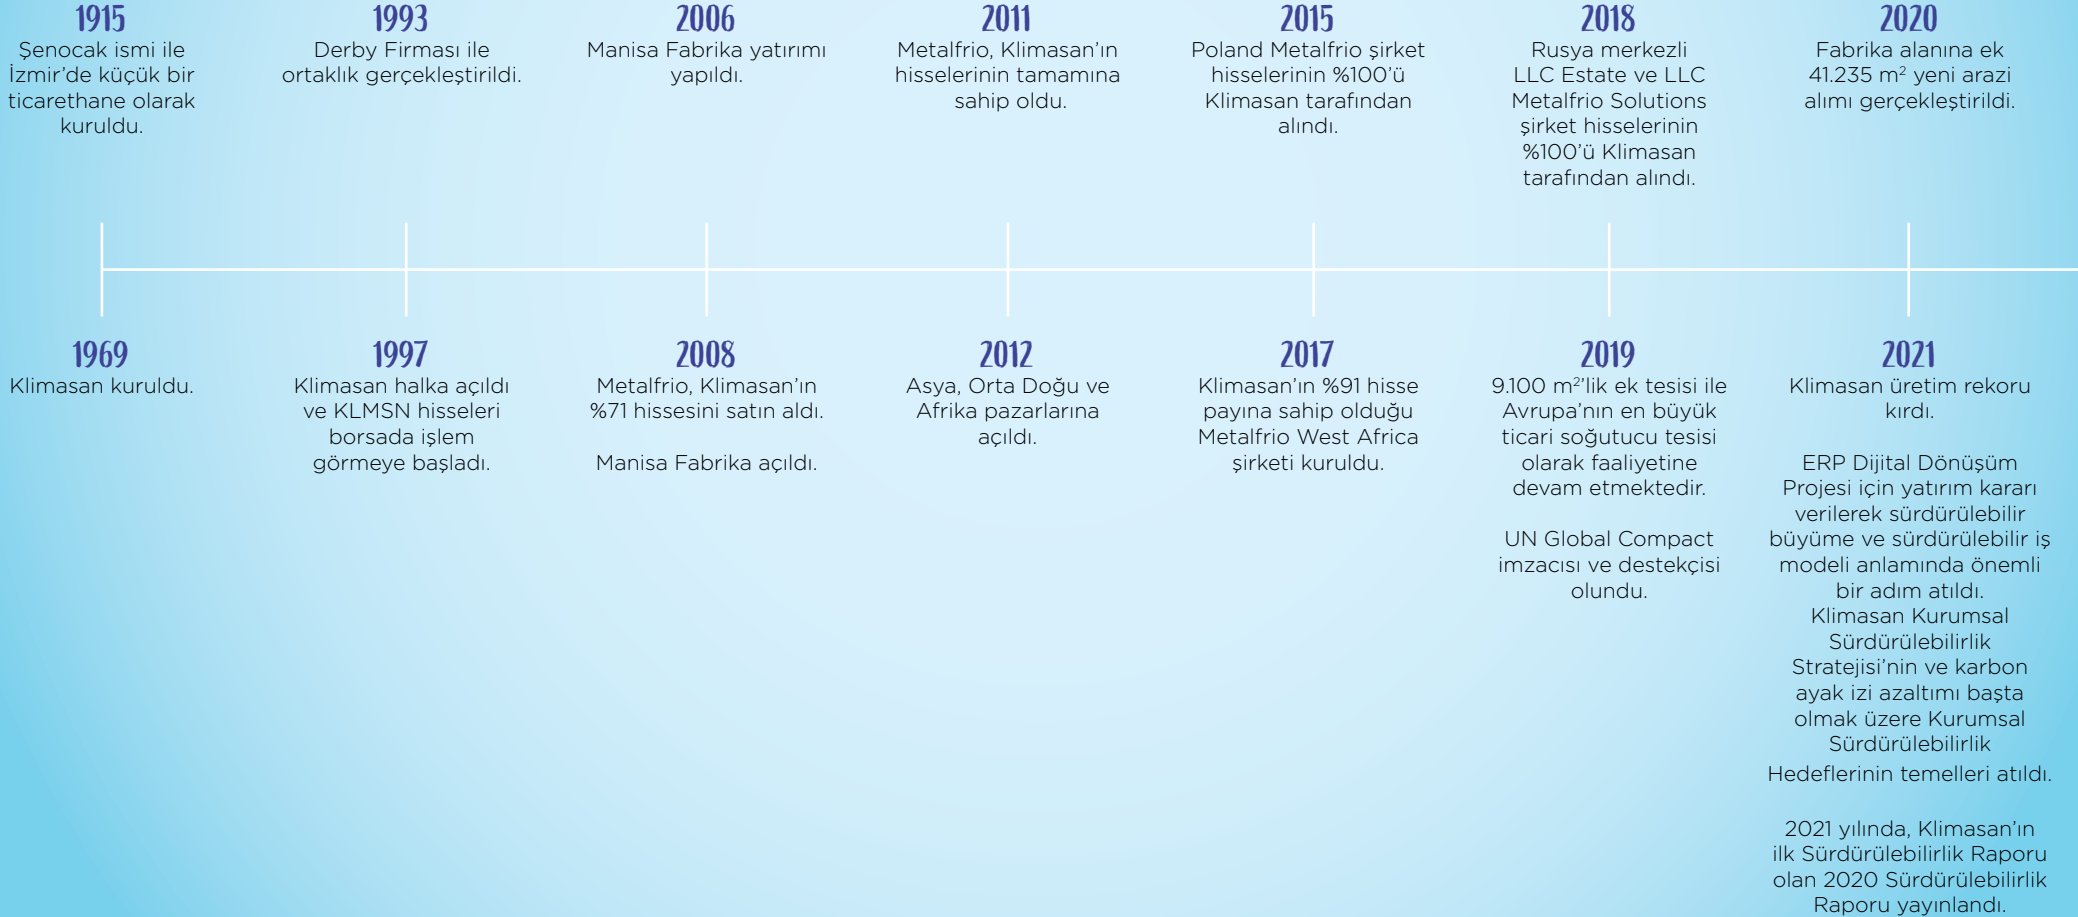 1915
Şenocak ismi ile
İzmir’de küçük bir
ticarethane olarak
kuruldu.
1969
Klimasan kuruldu.
1993
Derby Firması ile
ortaklık gerçekleştirildi.
1997
Klimasan halka açıldı
ve KLMSN hisseleri
borsada işlem
görmeye başladı.
2006
Manisa Fabrika yatırımı
yapıldı.
2008
Metalfrio, Klimasan’ın
%71 hissesini satın aldı.
Manisa Fabrika açıldı.
2011
Metalfrio, Klimasan’ın
hisselerinin tamamına
sahip oldu.
2012
Asya, Orta Doğu ve
Afrika pazarlarına
açıldı.
2015
Poland Metalfrio şirket
hisselerinin %100’ü
Klimasan tarafından
alındı.
2017
Klimasan’ın %91 hisse
payına sahip olduğu
Metalfrio West Africa
şirketi kuruldu.
2018
Rusya merkezli
LLC Estate ve LLC
Metalfrio Solutions
şirket hisselerinin
%100’ü Klimasan
tarafından alındı.
2019
9.100 m²’lik ek tesisi ile
Avrupa’nın en büyük
ticari soğutucu tesisi
olarak faaliyetine
devam etmektedir.
UN Global Compact
imzacısı ve destekçisi
olundu.
2020
Fabrika alanına ek
41.235 m² yeni arazi
alımı gerçekleştirildi.
2021
Klimasan üretim rekoru
kırdı.
ERP Dijital Dönüşüm
Projesi için yatırım kararı
verilerek sürdürülebilir
büyüme ve sürdürülebilir iş
modeli anlamında önemli
bir adım atıldı.
Klimasan Kurumsal
Sürdürülebilirlik
Stratejisi’nin ve karbon
ayak izi azaltımı başta
olmak üzere Kurumsal
Sürdürülebilirlik
Hedeflerinin temelleri atıldı.
2021 yılında, Klimasan’ın
ilk Sürdürülebilirlik Raporu
olan 2020 Sürdürülebilirlik
Raporu yayınlandı.